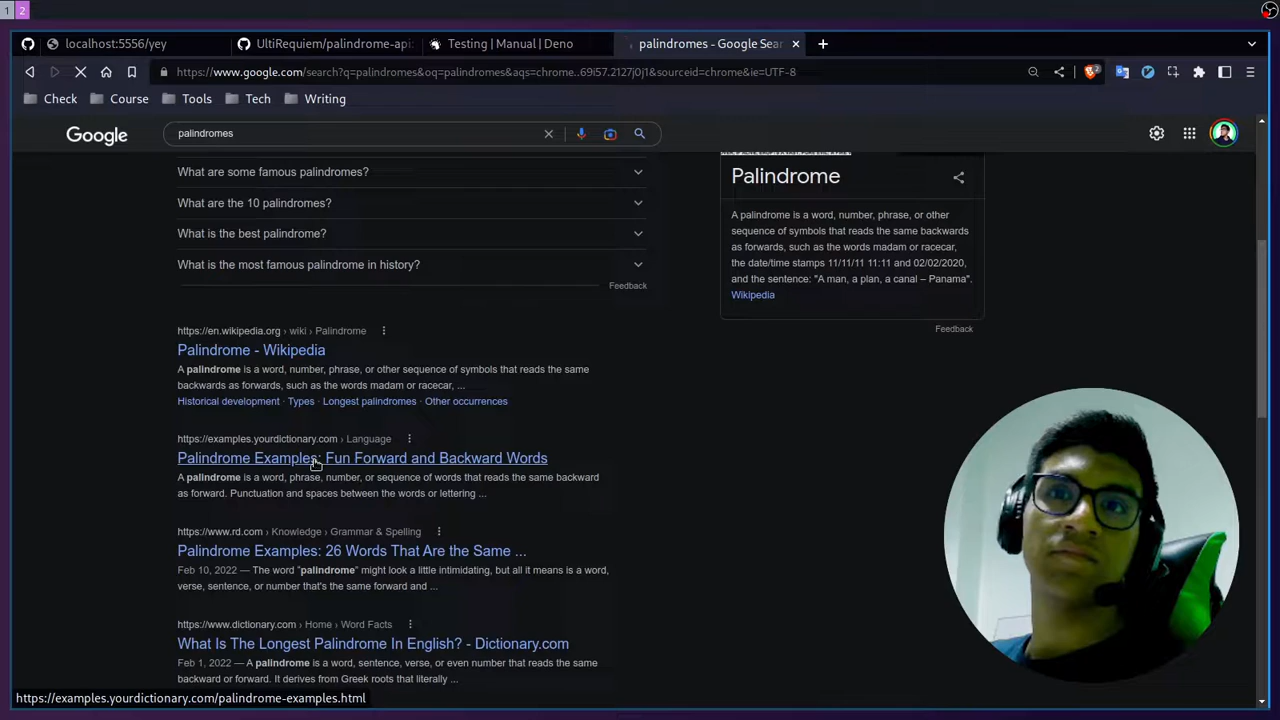 1 2
localhost:5556/yey
UltiRequiem/palindrome-api:
Testing | Manual | Deno
palindromes - Google Sear
https://www.google.com/search?q=palindromes&oq=palindromes&aqs=chrome..69i57.2127j0j1&sourceid=chrome&ie=UTF-8
Check
Course
Tools
Tech
Writing
Google
palindromes
What are some famous palindromes?
What are the 10 palindromes?
What is the best palindrome?
What is the most famous palindrome in history?
Feedback
https://en.wikipedia.org › wiki › Palindrome
Palindrome - Wikipedia
A palindrome is a word, number, phrase, or other sequence of symbols that reads the same
backwards as forwards, such as the words madam or racecar, ...
Historical development · Types · Longest palindromes · Other occurrences
https://examples.yourdictionary.com › Language
Palindrome Examples: Fun Forward and Backward Words
A palindrome is a word, phrase, number, or sequence of words that reads the same backward
as forward. Punctuation and spaces between the words or lettering ...
https://www.rd.com › Knowledge › Grammar & Spelling
Palindrome Examples: 26 Words That Are the Same ...
Feb 10, 2022 — The word "palindrome" might look a little intimidating, but all it means is a word,
verse, sentence, or number that's the same forward and ...
https://www.dictionary.com › Home › Word Facts
What Is The Longest Palindrome In English? - Dictionary.com
Feb 1, 2022 — A palindrome is a word, sentence, verse, or even number that reads the same
backward or forward. It derives from Greek roots that literally ...
https://examples.yourdictionary.com/palindrome-examples.html
Palindrome
A palindrome is a word, number, phrase, or other
sequence of symbols that reads the same backwards
as forwards, such as the words madam or racecar,
the date/time stamps 11/11/11 11:11 and 02/02/2020,
and the sentence: "A man, a plan, a canal – Panama".
Wikipedia
Feedback